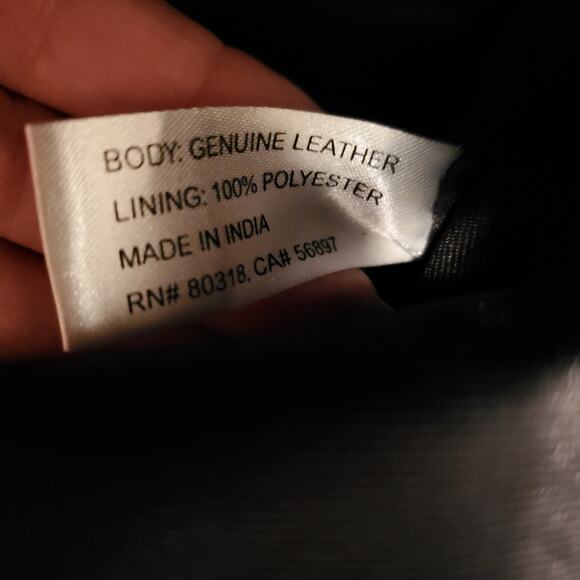 BODY: GENUINE LEATHER
LINING: 100% POLYESTER
MADE IN INDIA
RN# 80318, CA# 56897